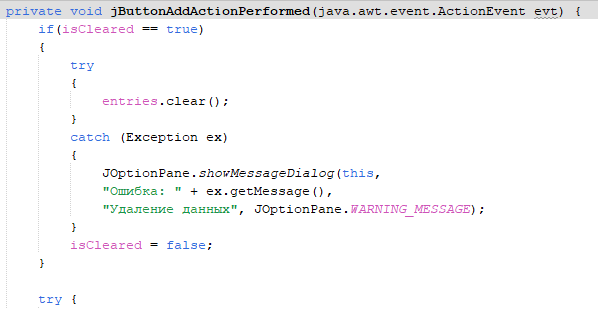 private void jButtonAddActionPerformed(java.awt.event.ActionEvent evt) {
if(isCleared == true)
{
try
{
entries.clear();
}
catch (Exception ex)
{
JOptionPane.showMessageDialog(this,
"Ошибка: " + ex.getMessage(),
"Удаление данных", JOptionPane.WARNING_MESSAGE);
}
isCleared = false;
}
try {